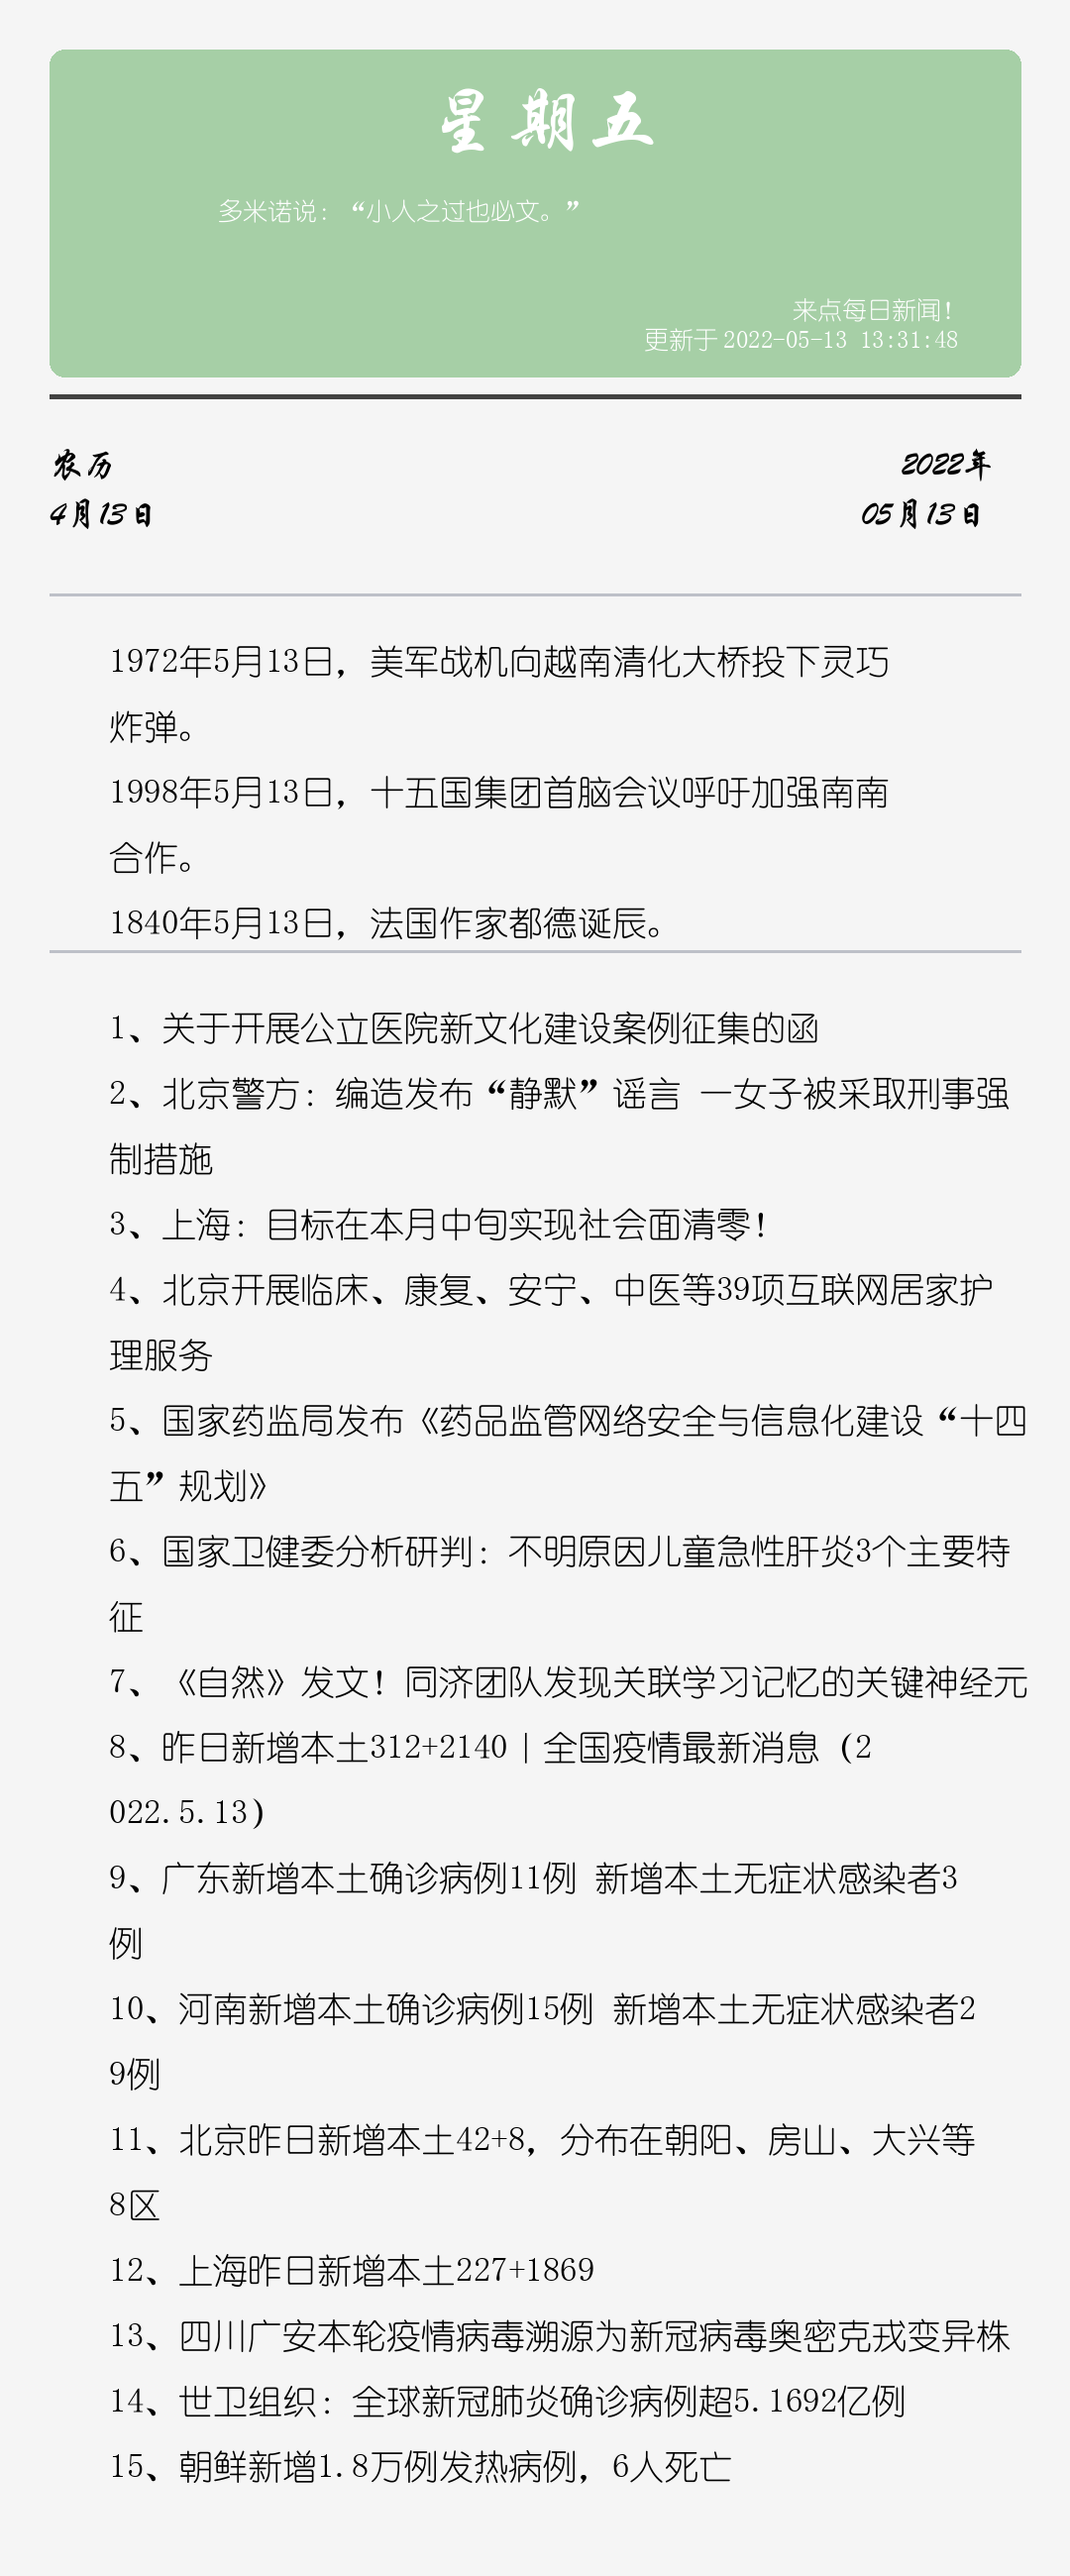 星期五
多米诺说：“小人之过也必文。”
来点每日新闻！
更新于 2022-05-13 13:31:48
农历
2022年
4月13日
05月13日
1972年5月13日，美军战机向越南清化大桥投下灵巧
炸弹。
1998年5月13日，十五国集团首脑会议呼吁加强南南
合作。
1840年5月13日，法国作家都德诞辰。
1、关于开展公立医院新文化建设案例征集的函
2、北京警方：编造发布“静默”谣言 一女子被采取刑事强
制措施
3、上海：目标在本月中旬实现社会面清零！
4、北京开展临床、康复、安宁、中医等39项互联网居家护
理服务
5、国家药监局发布《药品监管网络安全与信息化建设“十四
五”规划》
6、国家卫健委分析研判：不明原因儿童急性肝炎3个主要特
征
7、《自然》发文！同济团队发现关联学习记忆的关键神经元
8、昨日新增本土312+2140丨全国疫情最新消息（2
022.5.13）
9、广东新增本土确诊病例11例 新增本土无症状感染者3
例
10、河南新增本土确诊病例15例 新增本土无症状感染者2
9例
11、北京昨日新增本土42+8，分布在朝阳、房山、大兴等
8区
12、上海昨日新增本土227+1869
13、四川广安本轮疫情病毒溯源为新冠病毒奥密克戎变异株
14、世卫组织：全球新冠肺炎确诊病例超5.1692亿例
15、朝鲜新增1.8万例发热病例，6人死亡